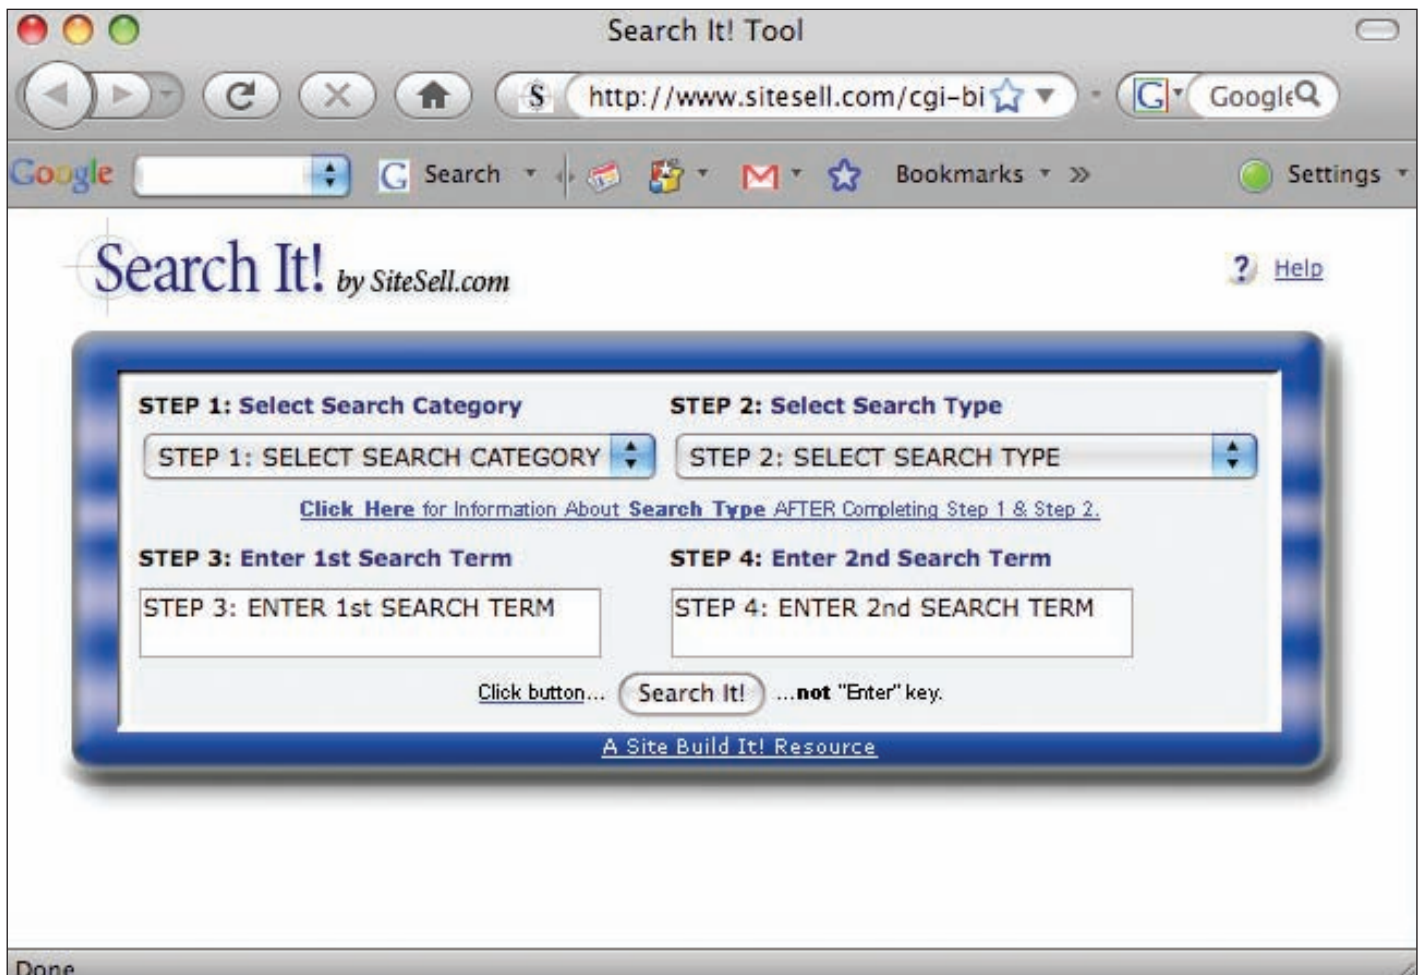 Search It! Tool
S http://www.sitesell.com/cgi-bi G Google
Google G Search M Bookmarks » Settings
Search It! by SiteSell.com ? Help
STEP 1: Select Search Category STEP 2: Select Search Type
STEP 1: SELECT SEARCH CATEGORY STEP 2: SELECT SEARCH TYPE
Click Here for Information About Search Type AFTER Completing Step 1 & Step 2.
STEP 3: Enter 1st Search Term STEP 4: Enter 2nd Search Term
STEP 3: ENTER 1st SEARCH TERM STEP 4: ENTER 2nd SEARCH TERM
Click button... Search It! ...not "Enter" key.
A Site Build It! Resource
Done